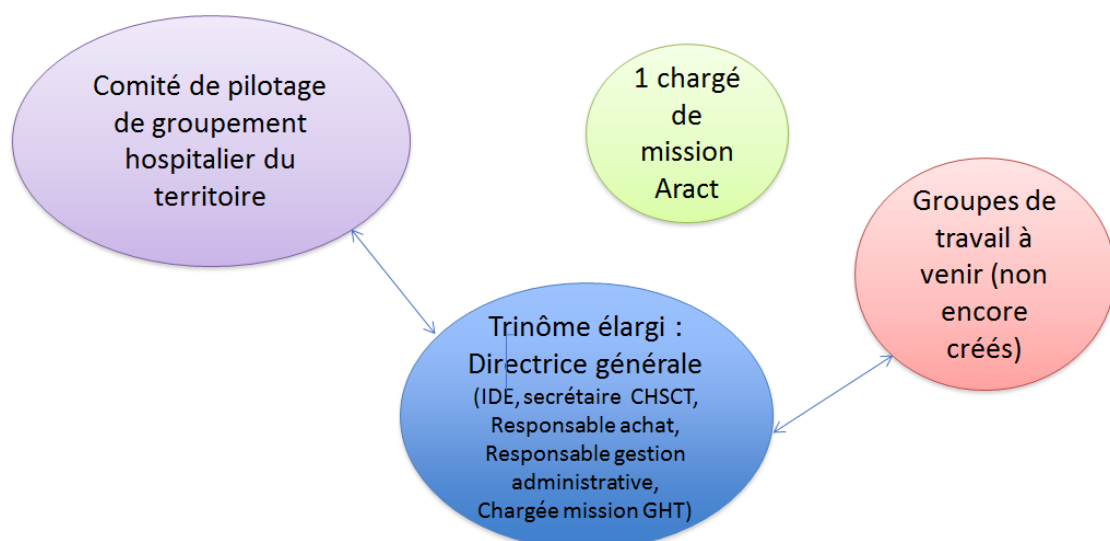 Comité de pilotage
de groupement
hospitalier du
territoire
1 chargé
de
mission
Aract
Groupes de
travail à
venir (non
encore
créés)
Trinôme élargi :
Directrice générale
(IDE, secrétaire CHSCT,
Responsable achat,
Responsable gestion
administrative,
Chargée mission GHT)